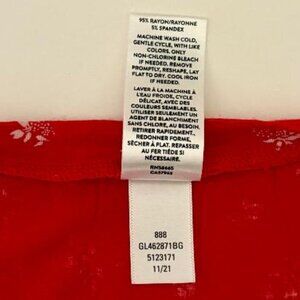 95% RAYON/RAYONNE
5% SPANDEX
MACHINE WASH COLD,
GENTLE CYCLE, WITH LIKE
COLORS. ONLY
NON-CHLORINE BLEACH
IF NEEDED. REMOVE
PROMPTLY, RESHAPE, LAY
FLAT TO DRY. COOL IRON
IF NEEDED.
LAVER À LA MACHINE À
L'EAU FROIDE, CYCLE
DÉLICAT, AVEC DES
COULEURS SEMBLABLES.
UTILISER SEULEMENT UN
AGENT DE BLANCHIMENT
SANS CHLORE, AU BESOIN.
RETIRER RAPIDEMENT,
REDONNER FORME,
SÉCHER À PLAT. REPASSER
AU FER TIÈDE SI
NÉCESSAIRE.
888
GL462871BG
5123171
11/21